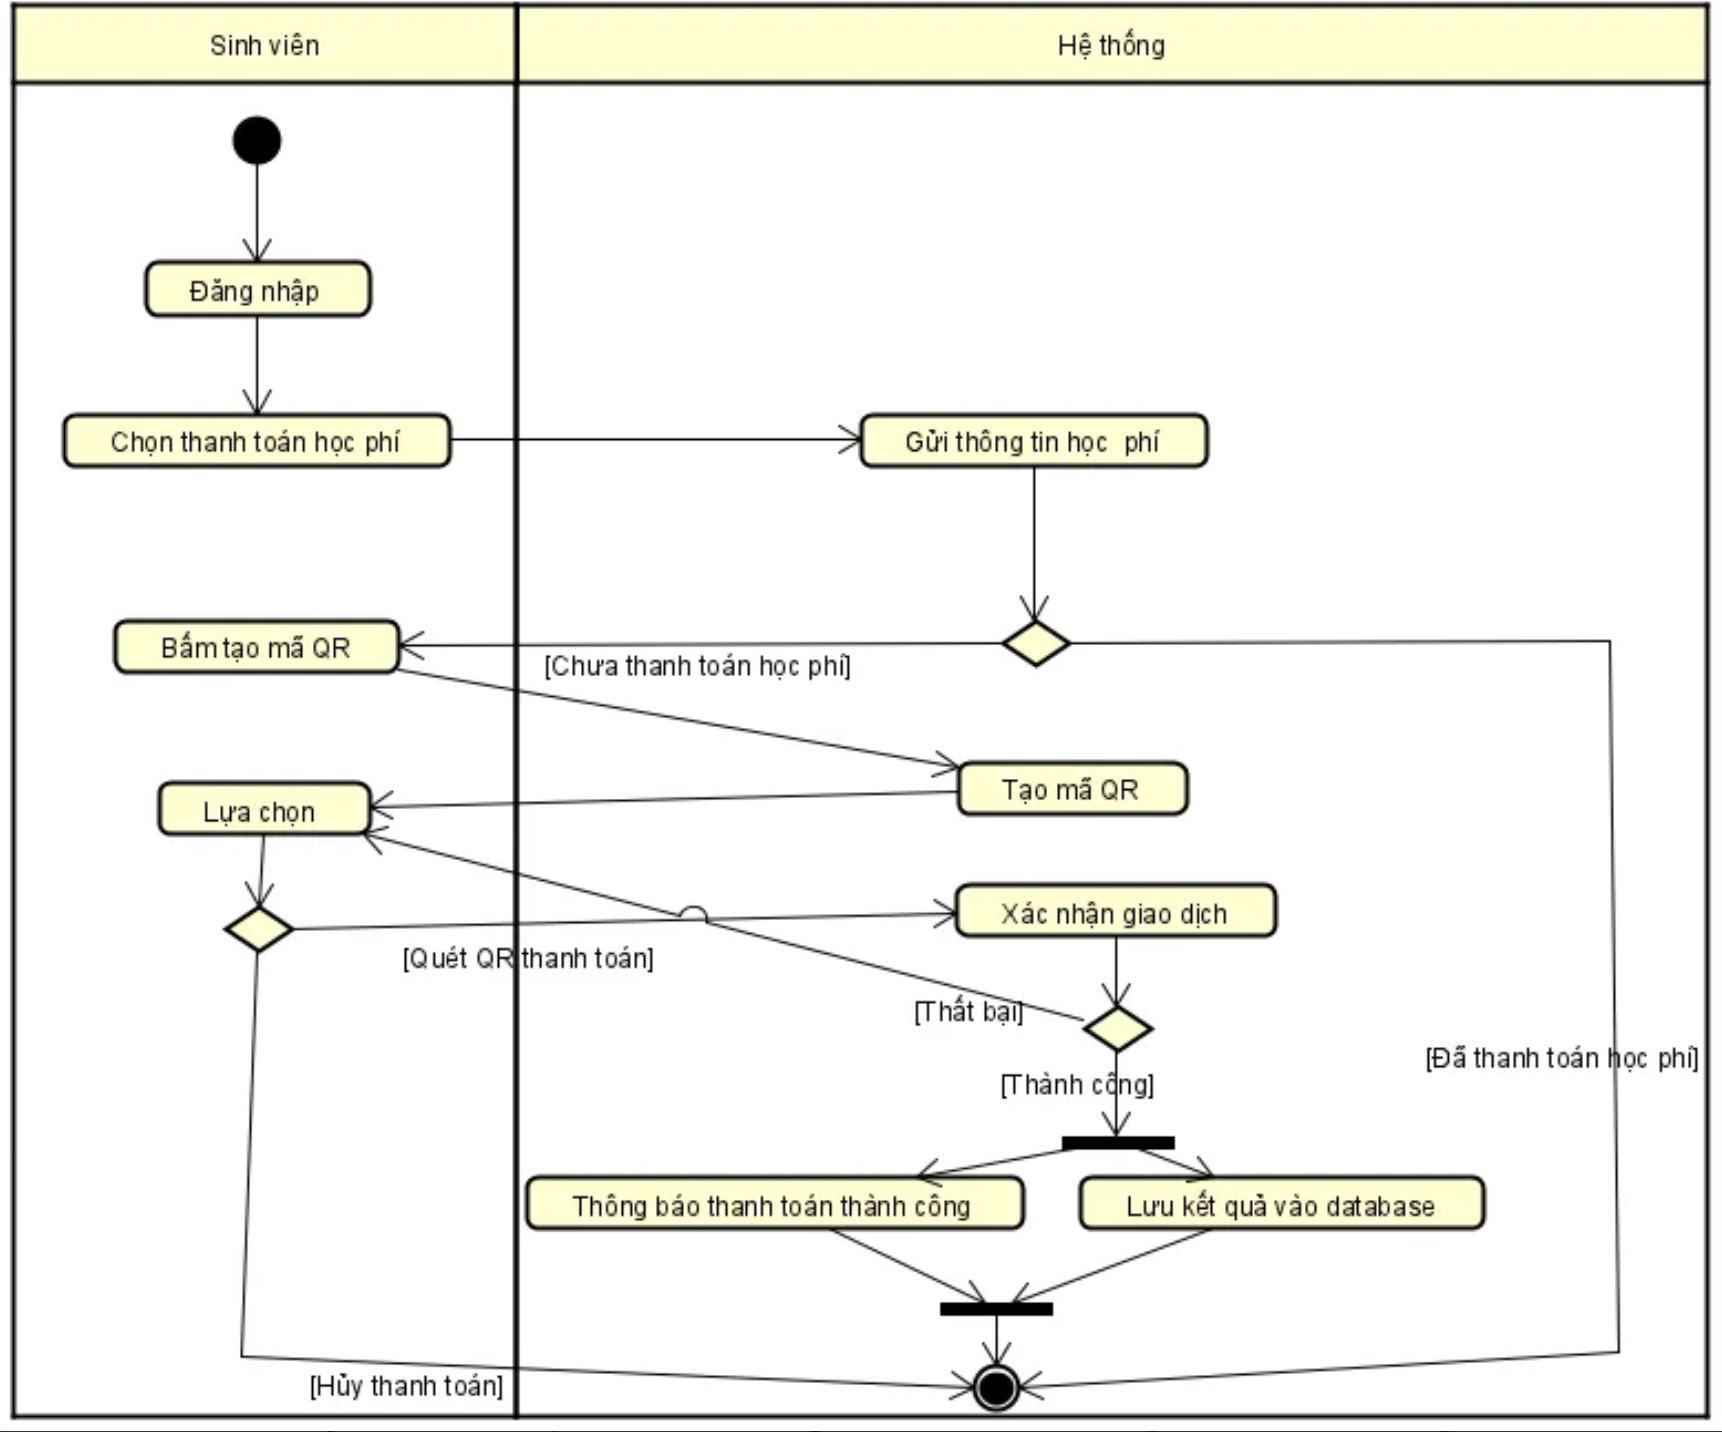 Sinh viên
Hệ thống
Đăng nhập
Chọn thanh toán học phí
Gửi thông tin học phí
Bấm tạo mã QR
[Chưa thanh toán học phí]
Tạo mã QR
Lựa chọn
Xác nhận giao dịch
[Quét QR thanh toán]
[Thất bại]
[Đã thanh toán học phí]
[Thành công]
Thông báo thanh toán thành công
Lưu kết quả vào database
[Hủy thanh toán]